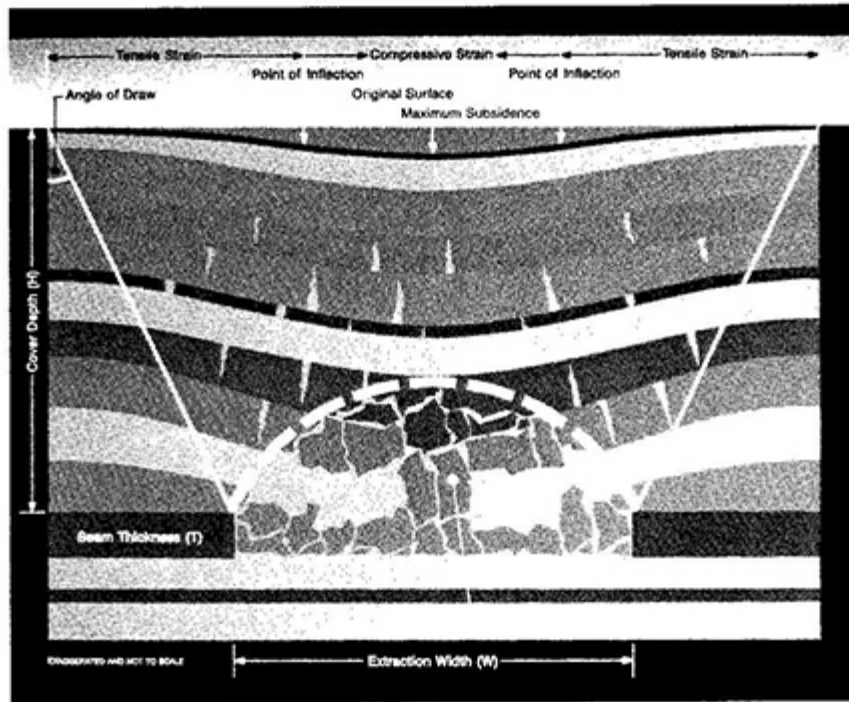 Tensile Strain
Compressive Strain
Tensile Strain
Point of Inflection
Point of Inflection
Angle of Draw
Original Surface
Maximum Subsidence
Cover Depth (H)
Seam Thickness (T)
EXAGGERATED AND NOT TO SCALE
Extraction Width (W)